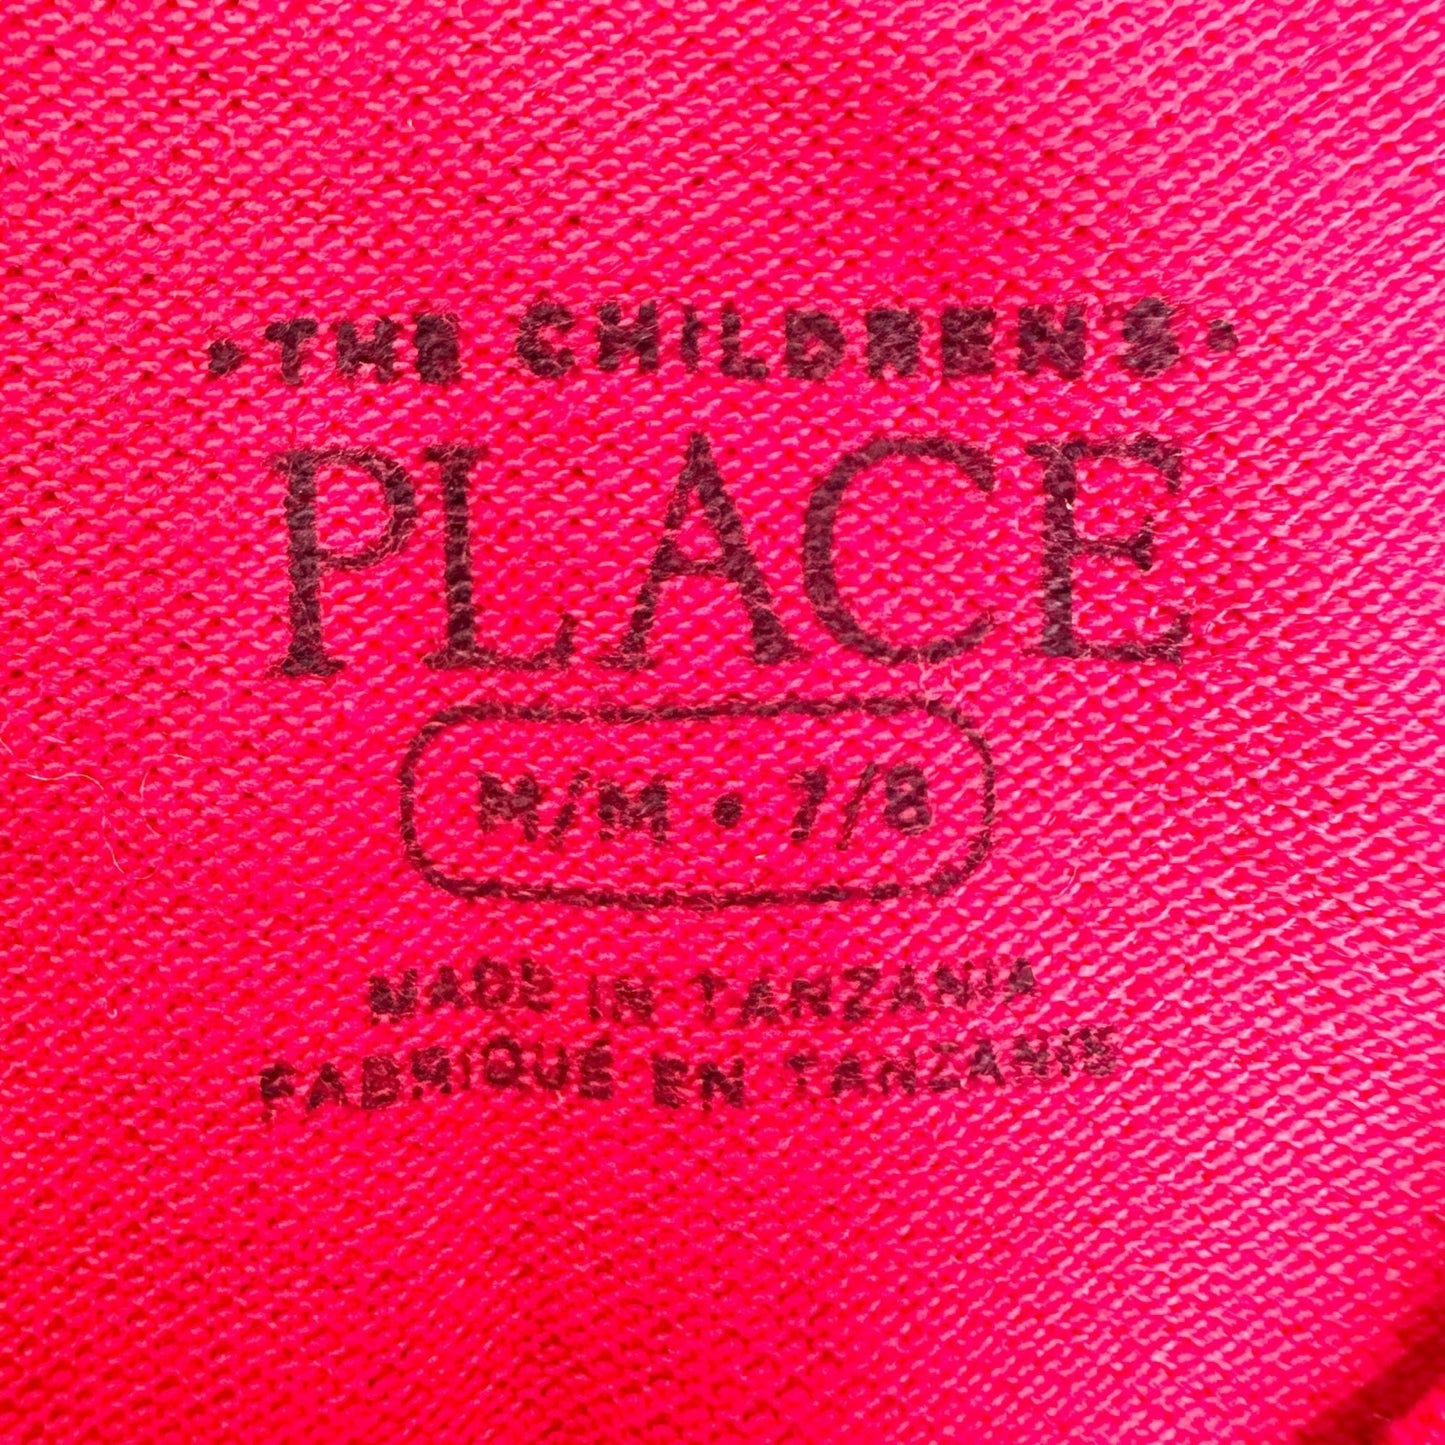 •THE CHILDREN'S•
PLACE
M/M • 7/8
MADE IN TANZANIA
FABRIQUÉ EN TANZANIE